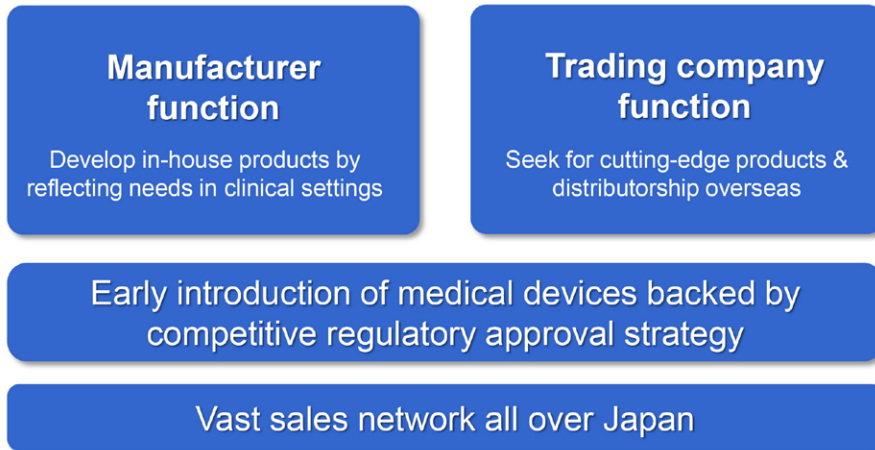 Manufacturer
function
Develop in-house products by
reflecting needs in clinical settings
Trading company
function
Seek for cutting-edge products &
distributorship overseas
Early introduction of medical devices backed by
competitive regulatory approval strategy
Vast sales network all over Japan